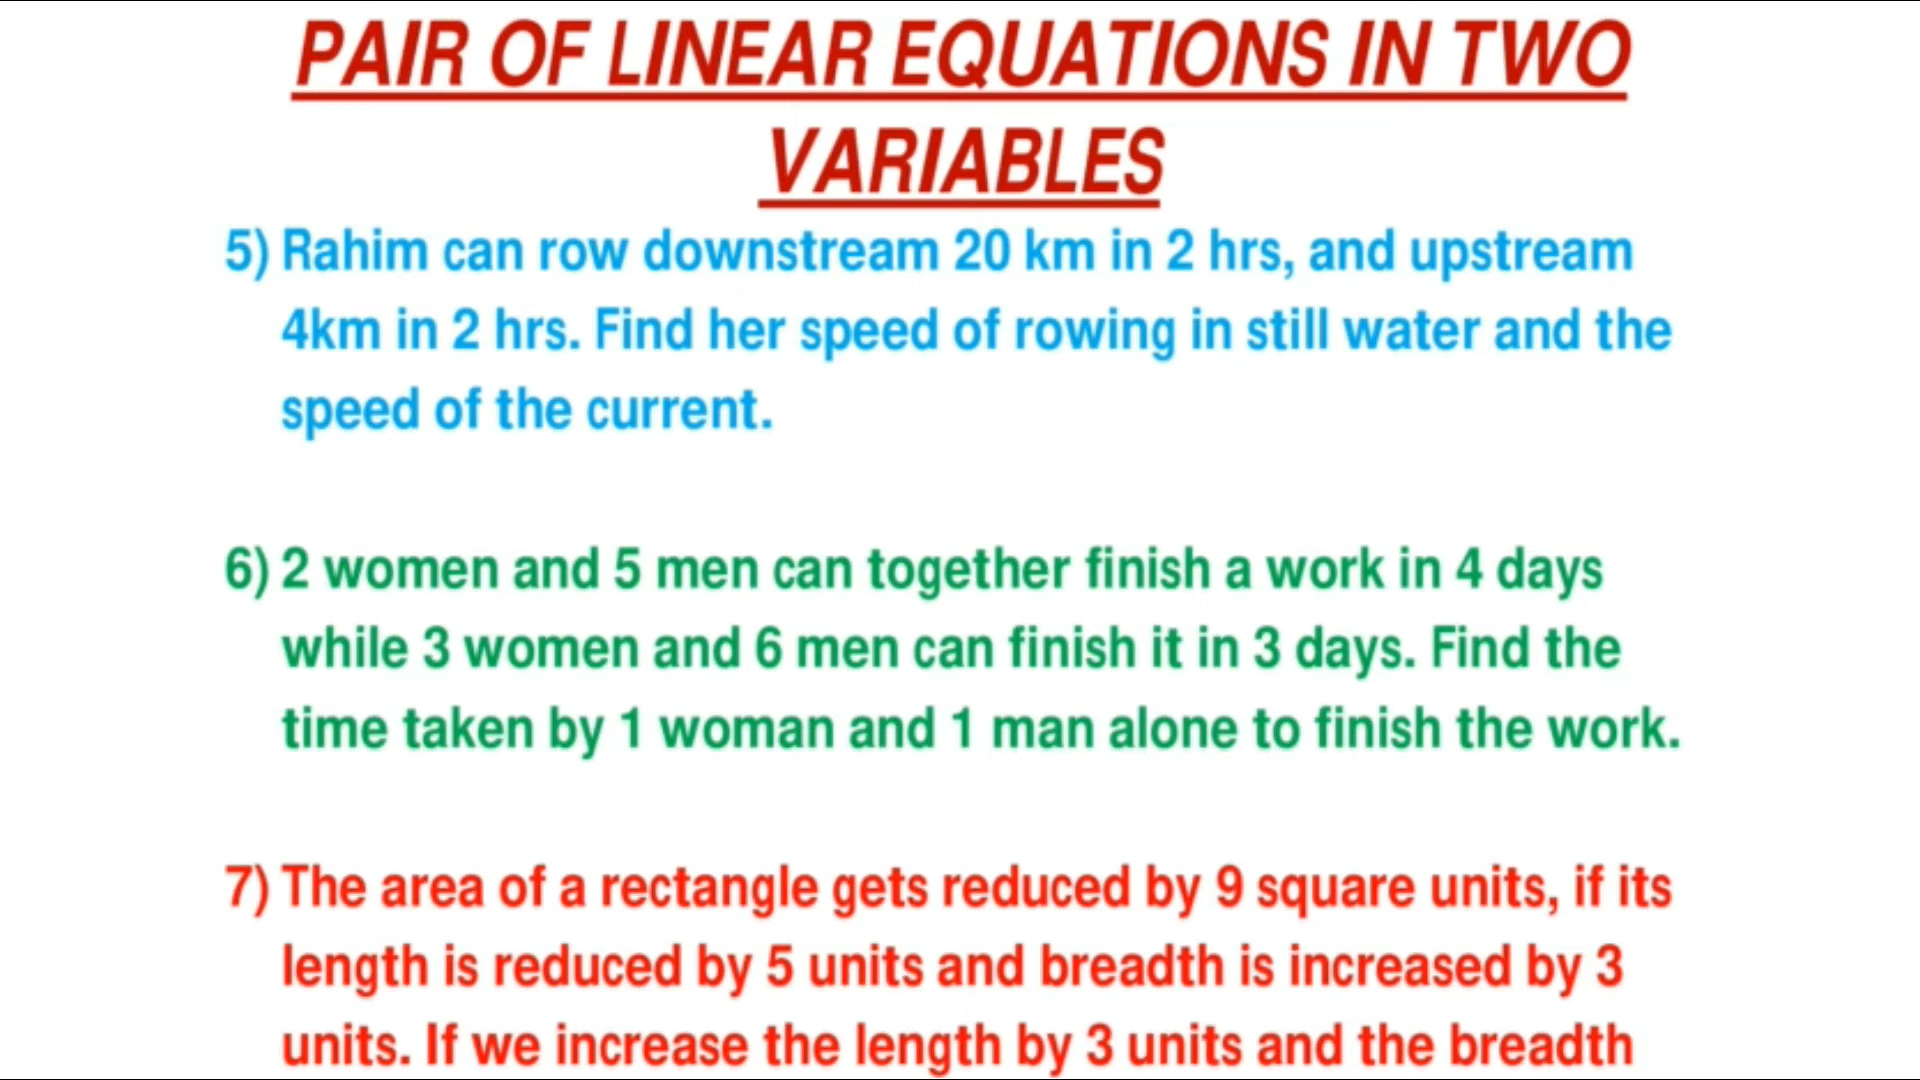 PAIR OF LINEAR EQUATIONS IN TWO
VARIABLES
5) Rahim can row downstream 20 km in 2 hrs, and upstream
4km in 2 hrs. Find her speed of rowing in still water and the
speed of the current.
6) 2 women and 5 men can together finish a work in 4 days
while 3 women and 6 men can finish it in 3 days. Find the
time taken by 1 woman and 1 man alone to finish the work.
7) The area of a rectangle gets reduced by 9 square units, if its
length is reduced by 5 units and breadth is increased by 3
units. If we increase the length by 3 units and the breadth